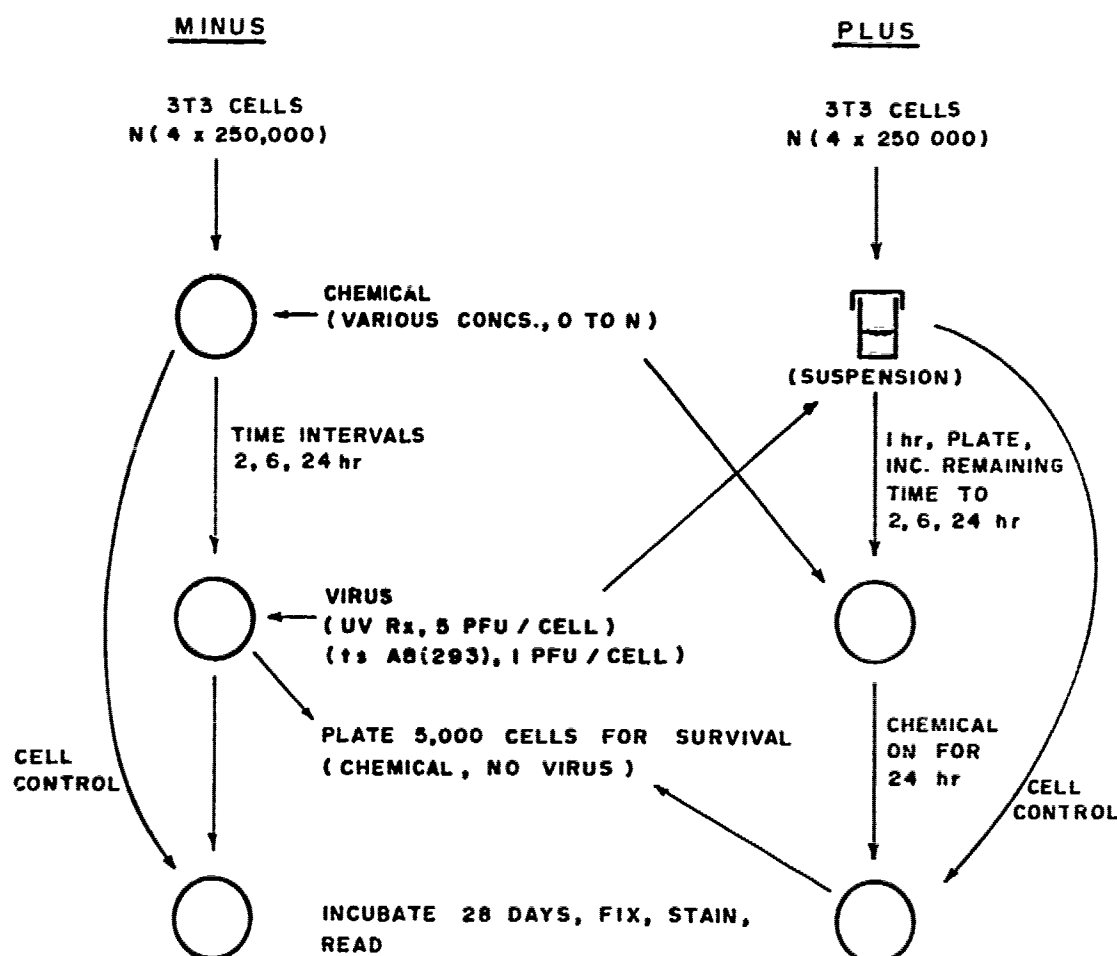 MINUS
PLUS
3T3 CELLS
N ( 4 x 250,000)
3T3 CELLS
N ( 4 x 250 000)
CHEMICAL
(VARIOUS CONCS., 0 TO N)
(SUSPENSION)
TIME INTERVALS
2, 6, 24 hr
1 hr, PLATE,
INC. REMAINING
TIME TO
2, 6, 24 hr
VIRUS
(UV Rx, 5 PFU / CELL)
(ts A8(293), 1 PFU / CELL)
PLATE 5,000 CELLS FOR SURVIVAL
(CHEMICAL, NO VIRUS)
CELL
CONTROL
CHEMICAL
ON FOR
24 hr
CELL
CONTROL
INCUBATE 28 DAYS, FIX, STAIN,
READ